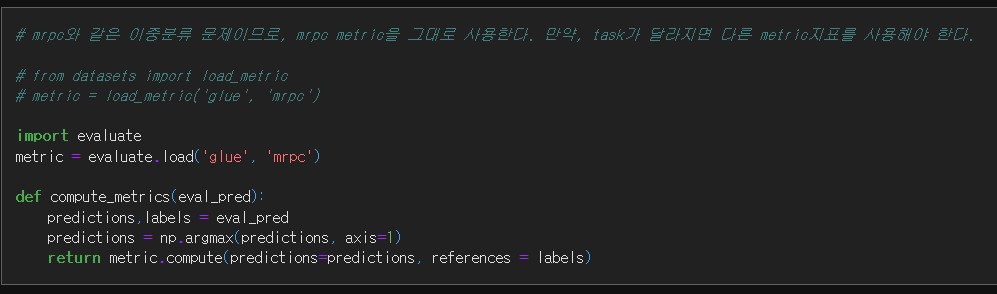 # mrpc와 같은 이중분류 문제이므로, mrpc metric을 그대로 사용한다. 만약, task가 달라지면 다른 metric지표를 사용해야 한다.
# from datasets import load_metric
# metric = load_metric('glue', 'mrpc')
import evaluate
metric = evaluate.load('glue', 'mrpc')
def compute_metrics(eval_pred):
    predictions,labels = eval_pred
    predictions = np.argmax(predictions, axis=1)
    return metric.compute(predictions=predictions, references = labels)